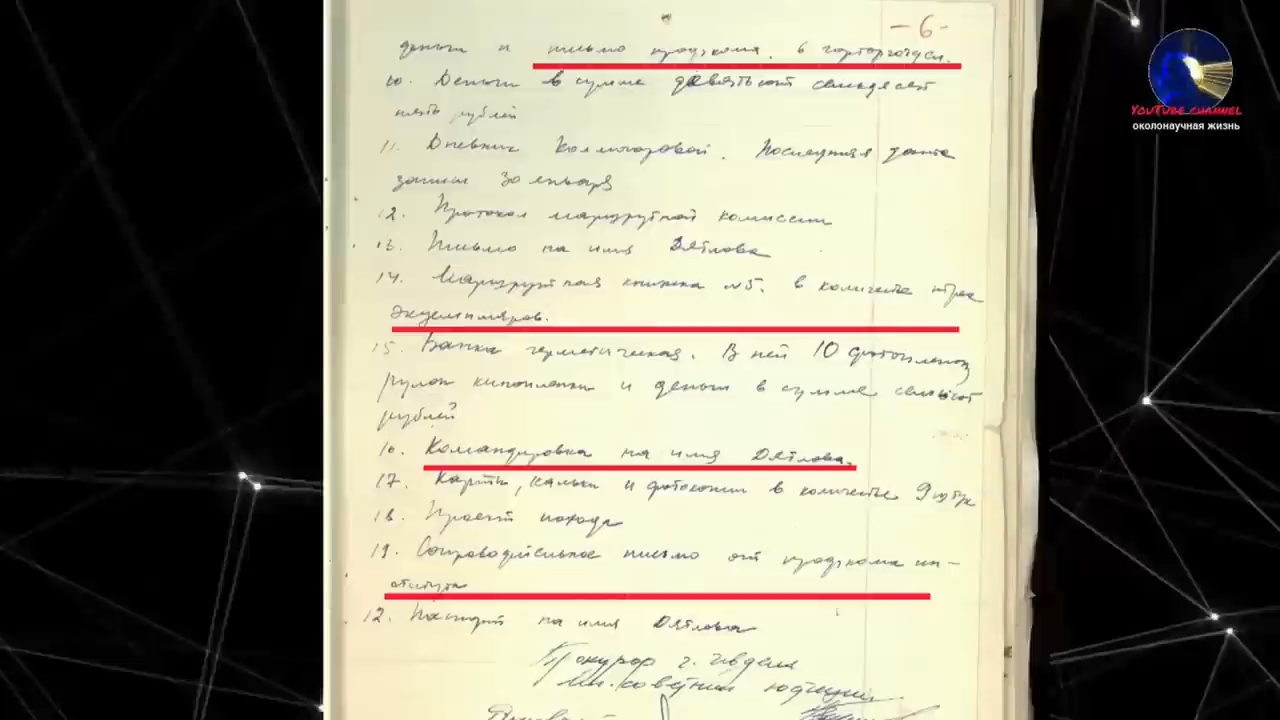 -6-
деньги и письмо профкома. в горторготдел.
10. Деньги в сумме девятьсот семьдесят
пять рублей
11. Дневник Колмогоровой. Последняя дата
записи 30 января
12. Протокол маршрутной комиссии
13. Письмо на имя Дятлова
14. Маршрутная книжка №5. в количестве трех
экземпляров.
15. Банка герметическая. В ней 10 фотопленок
рулон кинопленки и деньги в сумме семьсот
рублей
16. Командировка на имя Дятлова.
17. Карты, кальки и фотокопии в количестве 9 штук
18. Проект похода
19. Сопроводительное письмо от профкома ин-
ститута
12. Паспорт на имя Дятлова
Прокурор г. Ивделя
мл. советник юстиции
YouTube channel
околонаучная жизнь